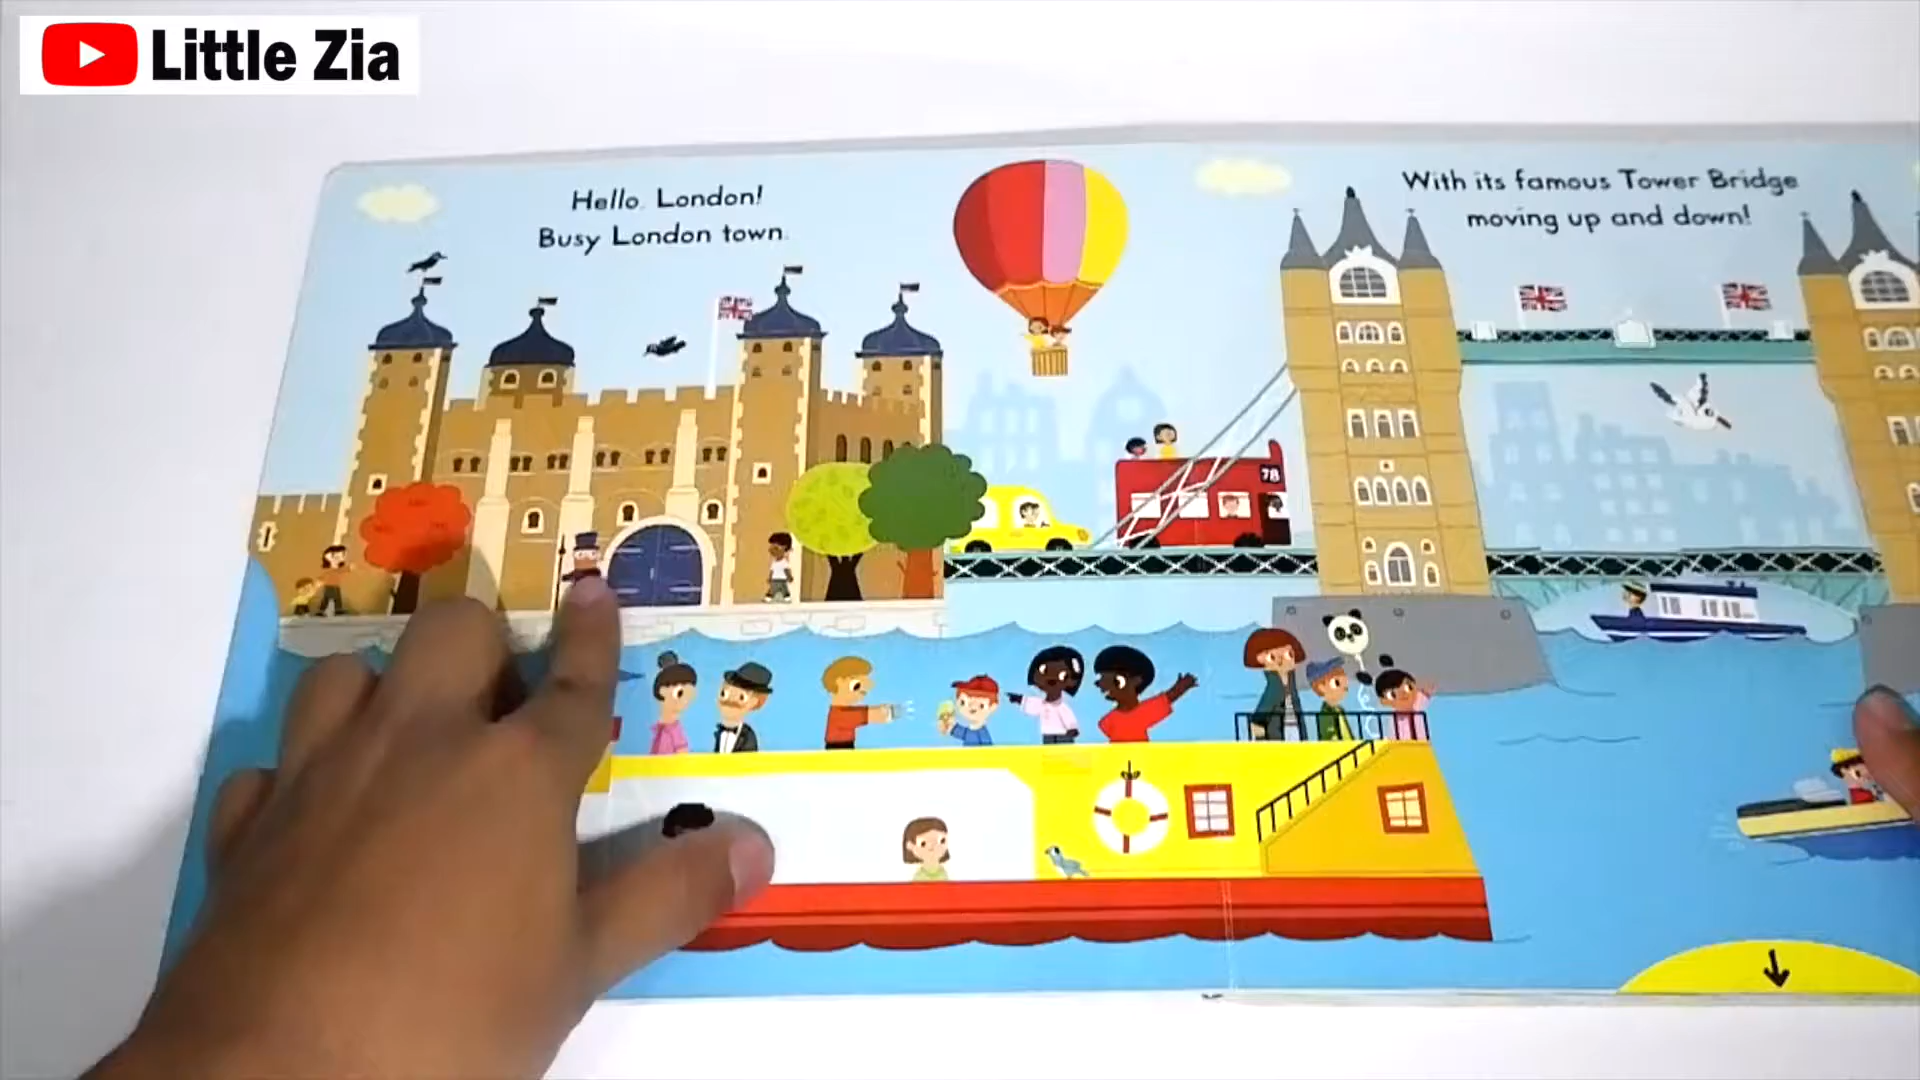 Little Zia
Hello London!
Busy London town.
With its famous Tower Bridge
moving up and down!
78